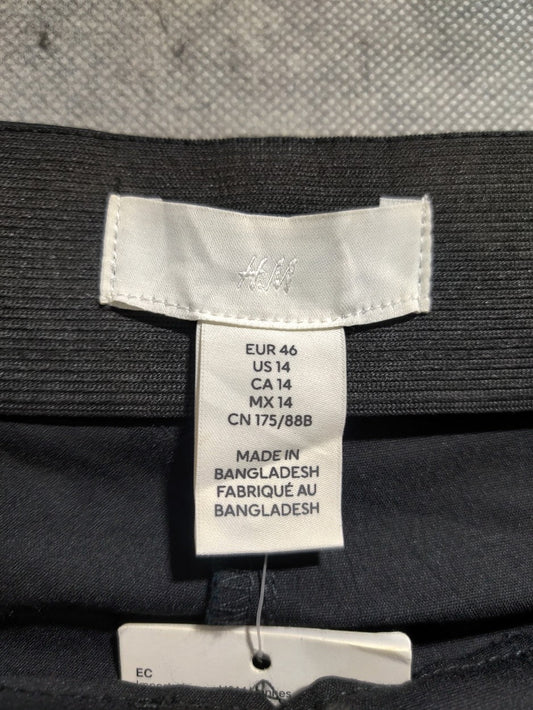 H&M
EUR 46
US 14
CA 14
MX 14
CN 175/88B
MADE IN
BANGLADESH
FABRIQUÉ AU
BANGLADESH
EC